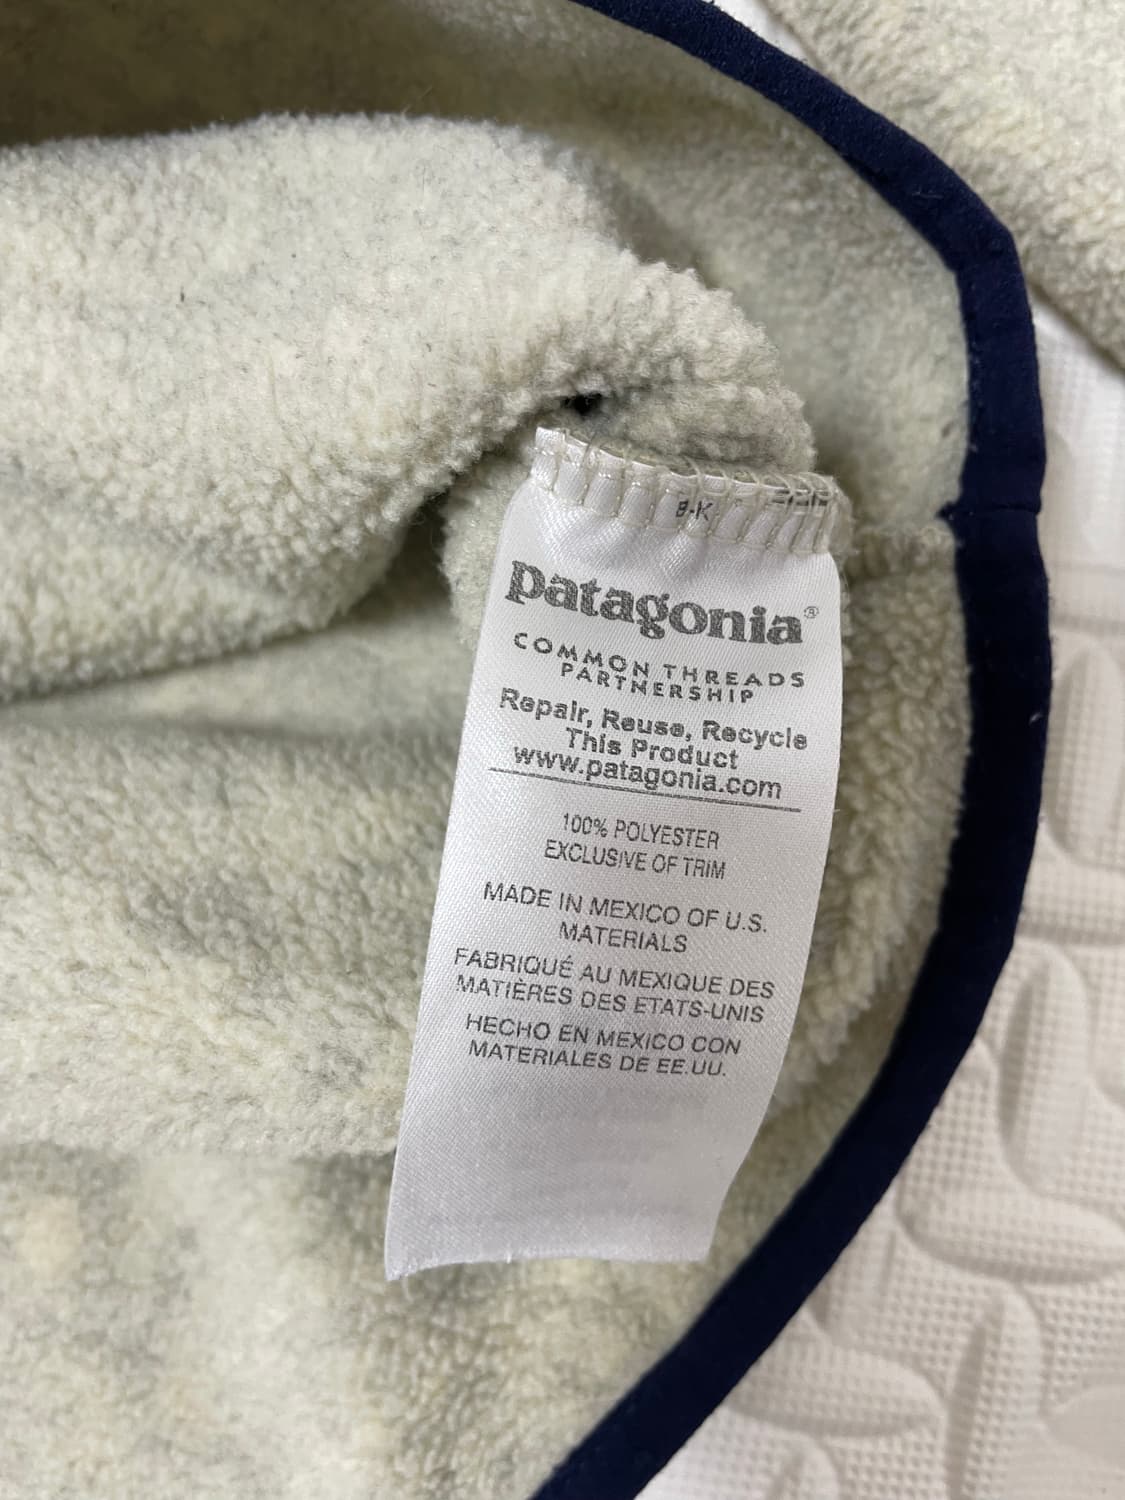 B-K
patagonia®
COMMON THREADS
PARTNERSHIP
Repair, Reuse, Recycle
This Product
www.patagonia.com
100% POLYESTER
EXCLUSIVE OF TRIM
MADE IN MEXICO OF U.S.
MATERIALS
FABRIQUÉ AU MEXIQUE DES
MATIÈRES DES ETATS-UNIS
HECHO EN MEXICO CON
MATERIALES DE EE.UU.